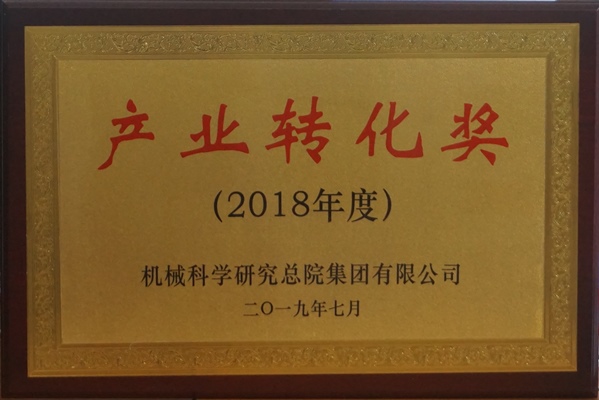 产业转化奖
(2018年度)
机械科学研究总院集团有限公司
二〇一九年七月